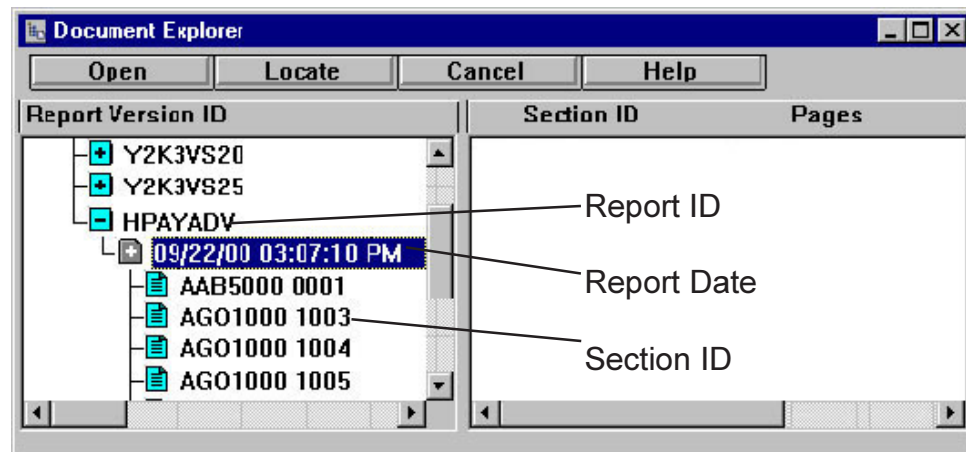 Document Explorer
Open Locate Cancel Help
Report Version ID Section ID Pages
Y2K3VS20
Y2K3VS25
HPAYADV
Report ID
09/22/00 03:07:10 PM
Report Date
AAB5000 0001
AGO1000 1003
Section ID
AGO1000 1004
AGO1000 1005